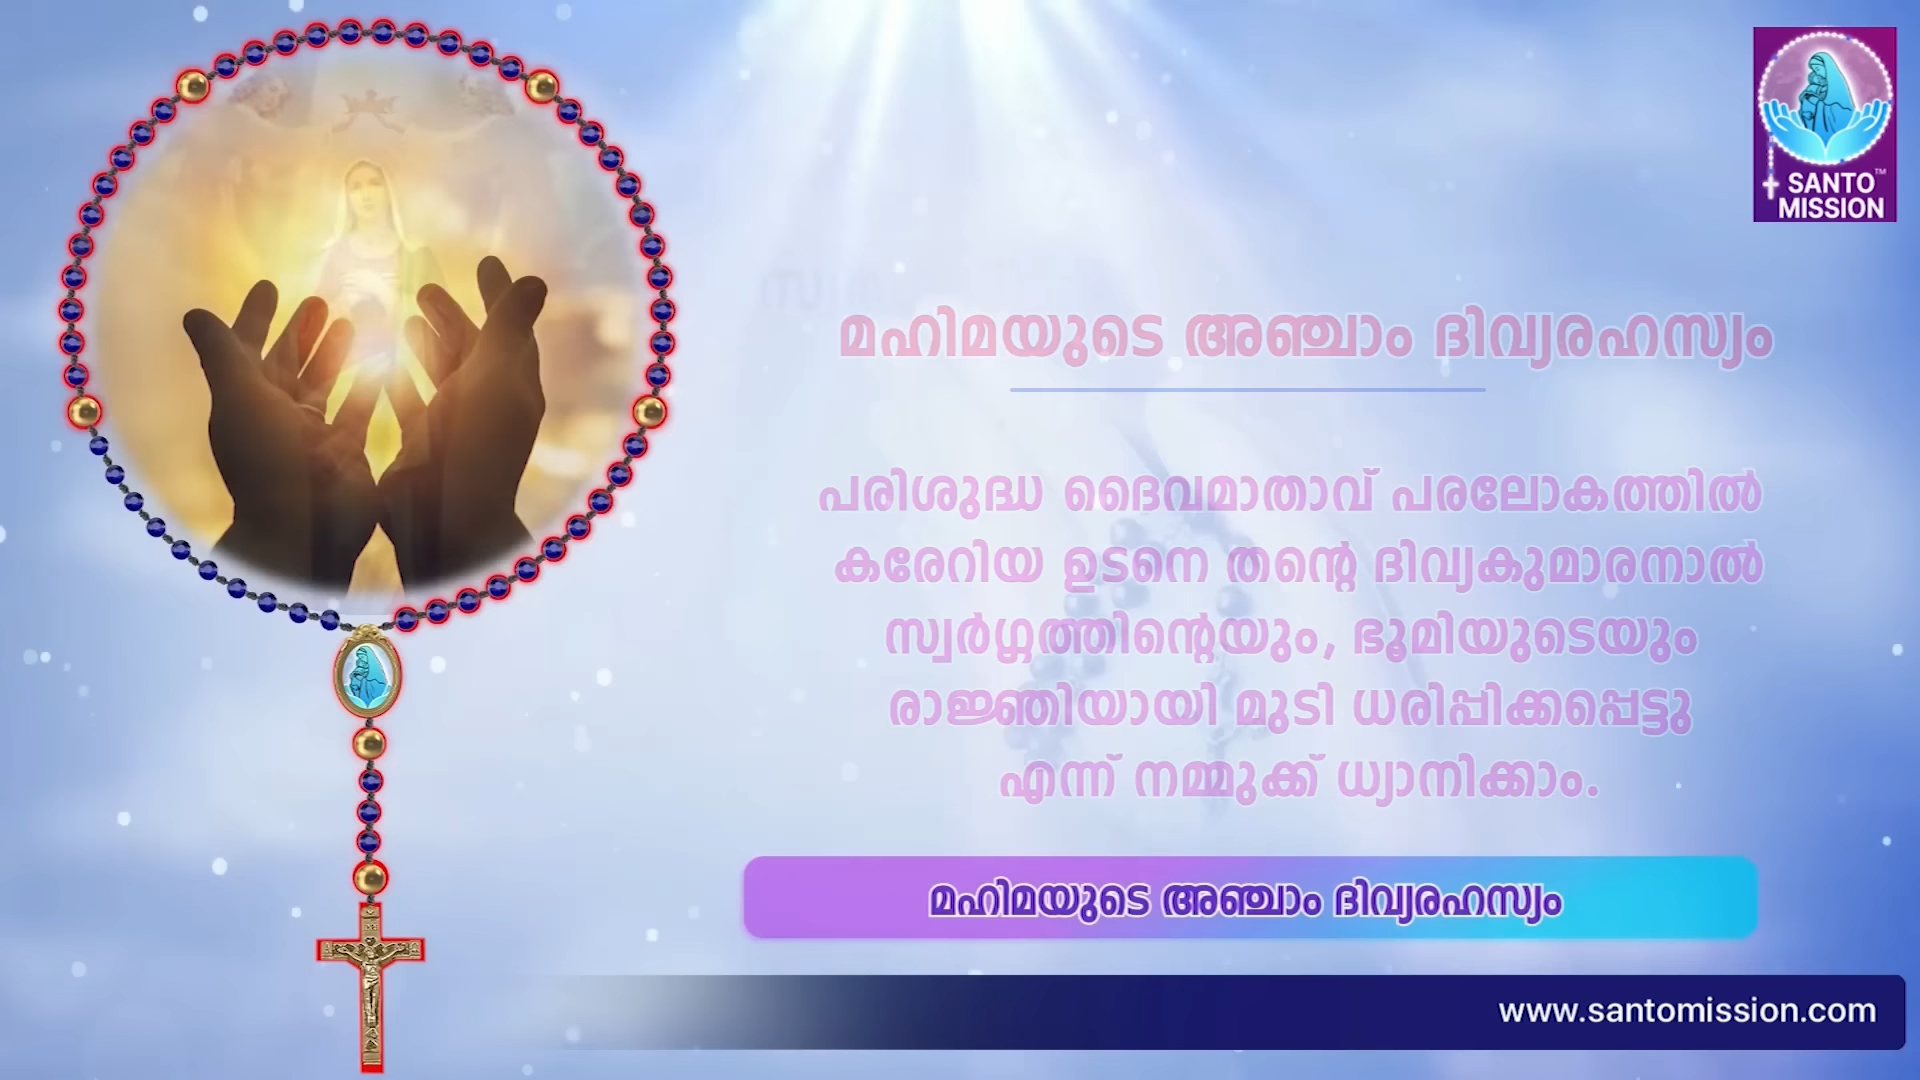 SANTO™
MISSION
മഹിമയുടെ അഞ്ചാം ദിവ്യരഹസ്യം
പരിശുദ്ധ ദൈവമാതാവ് പരലോകത്തിൽ
കരേറിയ ഉടനെ തന്റെ ദിവ്യകുമാരനാൽ
സ്വർഗ്ഗത്തിന്റെയും, ഭൂമിയുടെയും
രാജ്ഞിയായി മുടി ധരിപ്പിക്കപ്പെട്ടു
എന്ന് നമ്മുക്ക് ധ്യാനിക്കാം.
മഹിമയുടെ അഞ്ചാം ദിവ്യരഹസ്യം
www.santomission.com